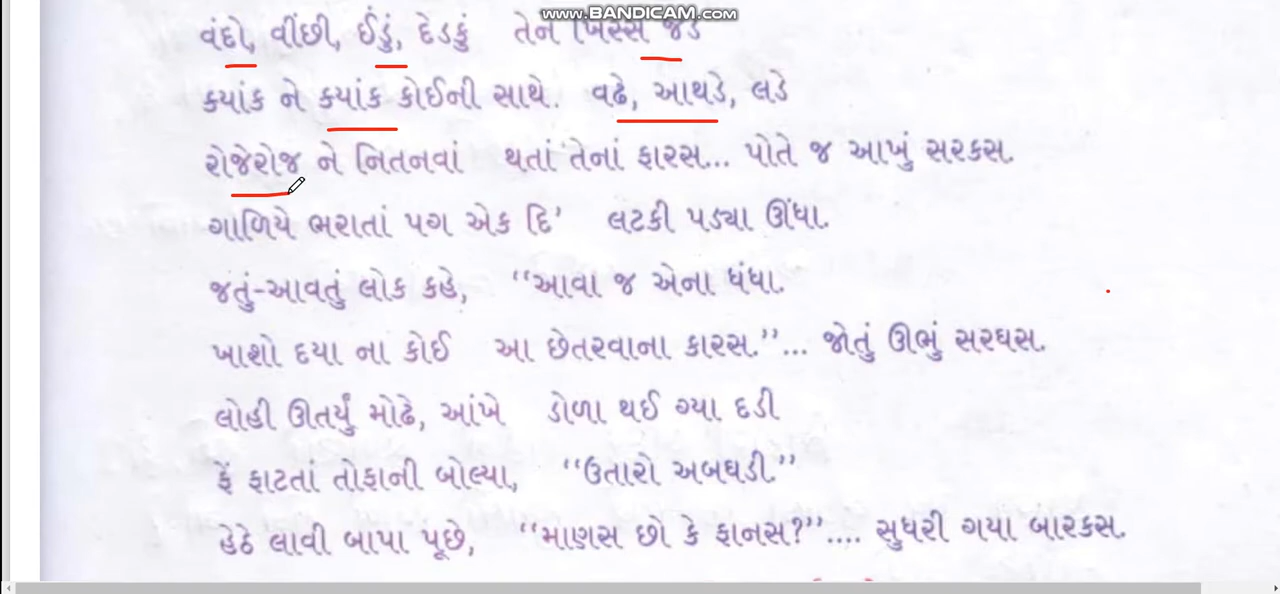 www.BANDICAM.com
વંદો, વીંછી, ઈંડું, દેડકું તેને ખિસ્સે જડે
ક્યાંક ને ક્યાંક કોઈની સાથે. વઢે, આથડે, લડે
રોજેરોજ ને નિતનવાં થતાં તેનાં ફારસ... પોતે જ આખું સરકસ.
ગાળિયે ભરાતાં પગ એક દિ' લટકી પડ્યા ઊંધા.
જતું-આવતું લોક કહે, “આવા જ એના ધંધા.
ખાશો દયા ના કોઈ આ છેતરવાના કારસ.”... જોતું ઊભું સરઘસ.
લોહી ઊતર્યું મોઢે, આંખે ડોળા થઈ ગ્યા દડી
ફેં ફાટતાં તોફાની બોલ્યા, “ઉતારો અબઘડી.”
હેઠે લાવી બાપા પૂછે, “માણસ છો કે ફાનસ?”.... સુધરી ગયા બારકસ.